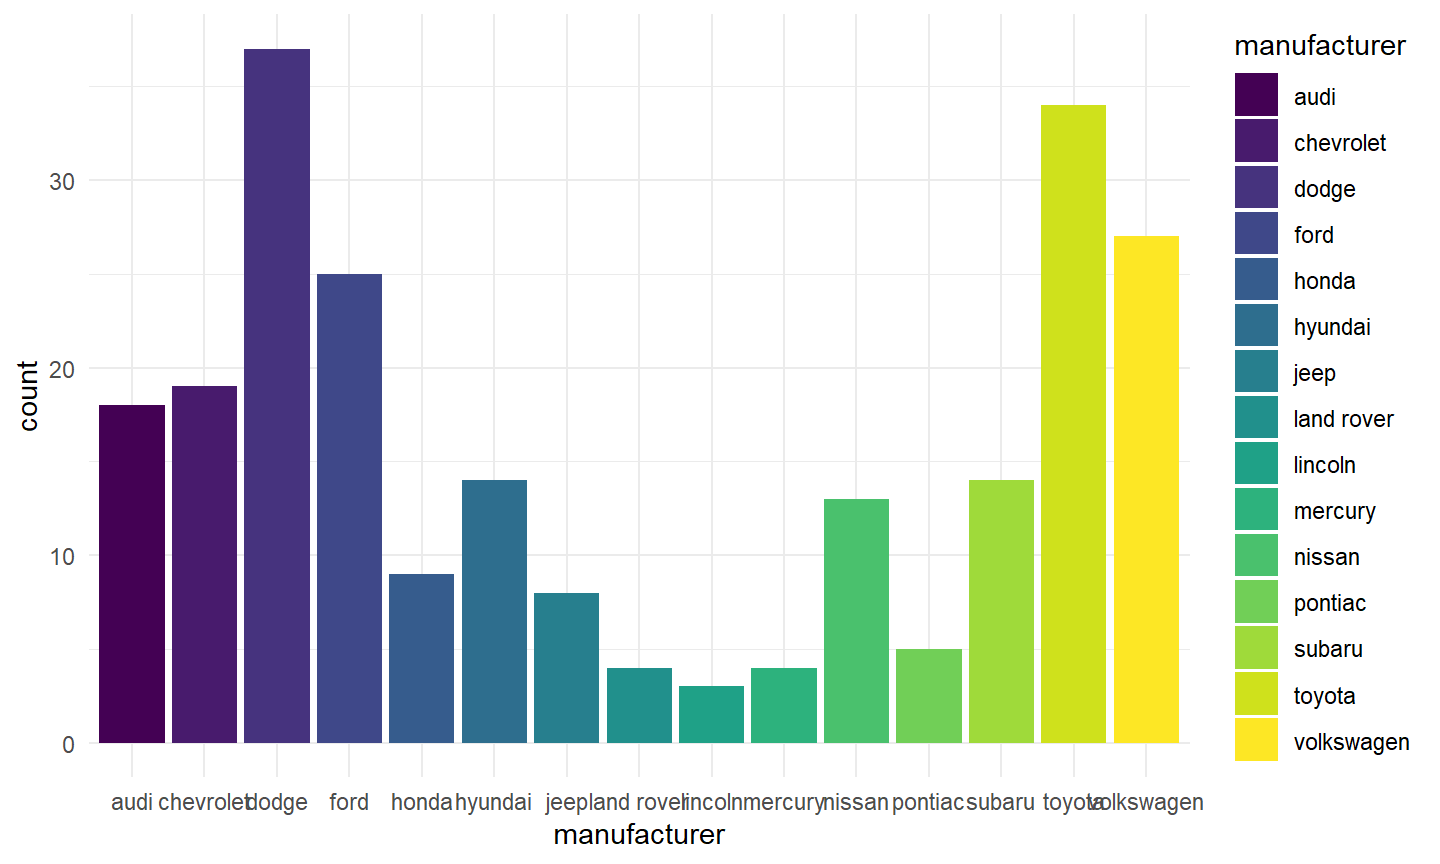 count
30
20
10
0
audi chevrolet dodge ford honda hyundai jeep land rover lincoln mercury nissan pontiac subaru toyota volkswagen
manufacturer
manufacturer
audi
chevrolet
dodge
ford
honda
hyundai
jeep
land rover
lincoln
mercury
nissan
pontiac
subaru
toyota
volkswagen